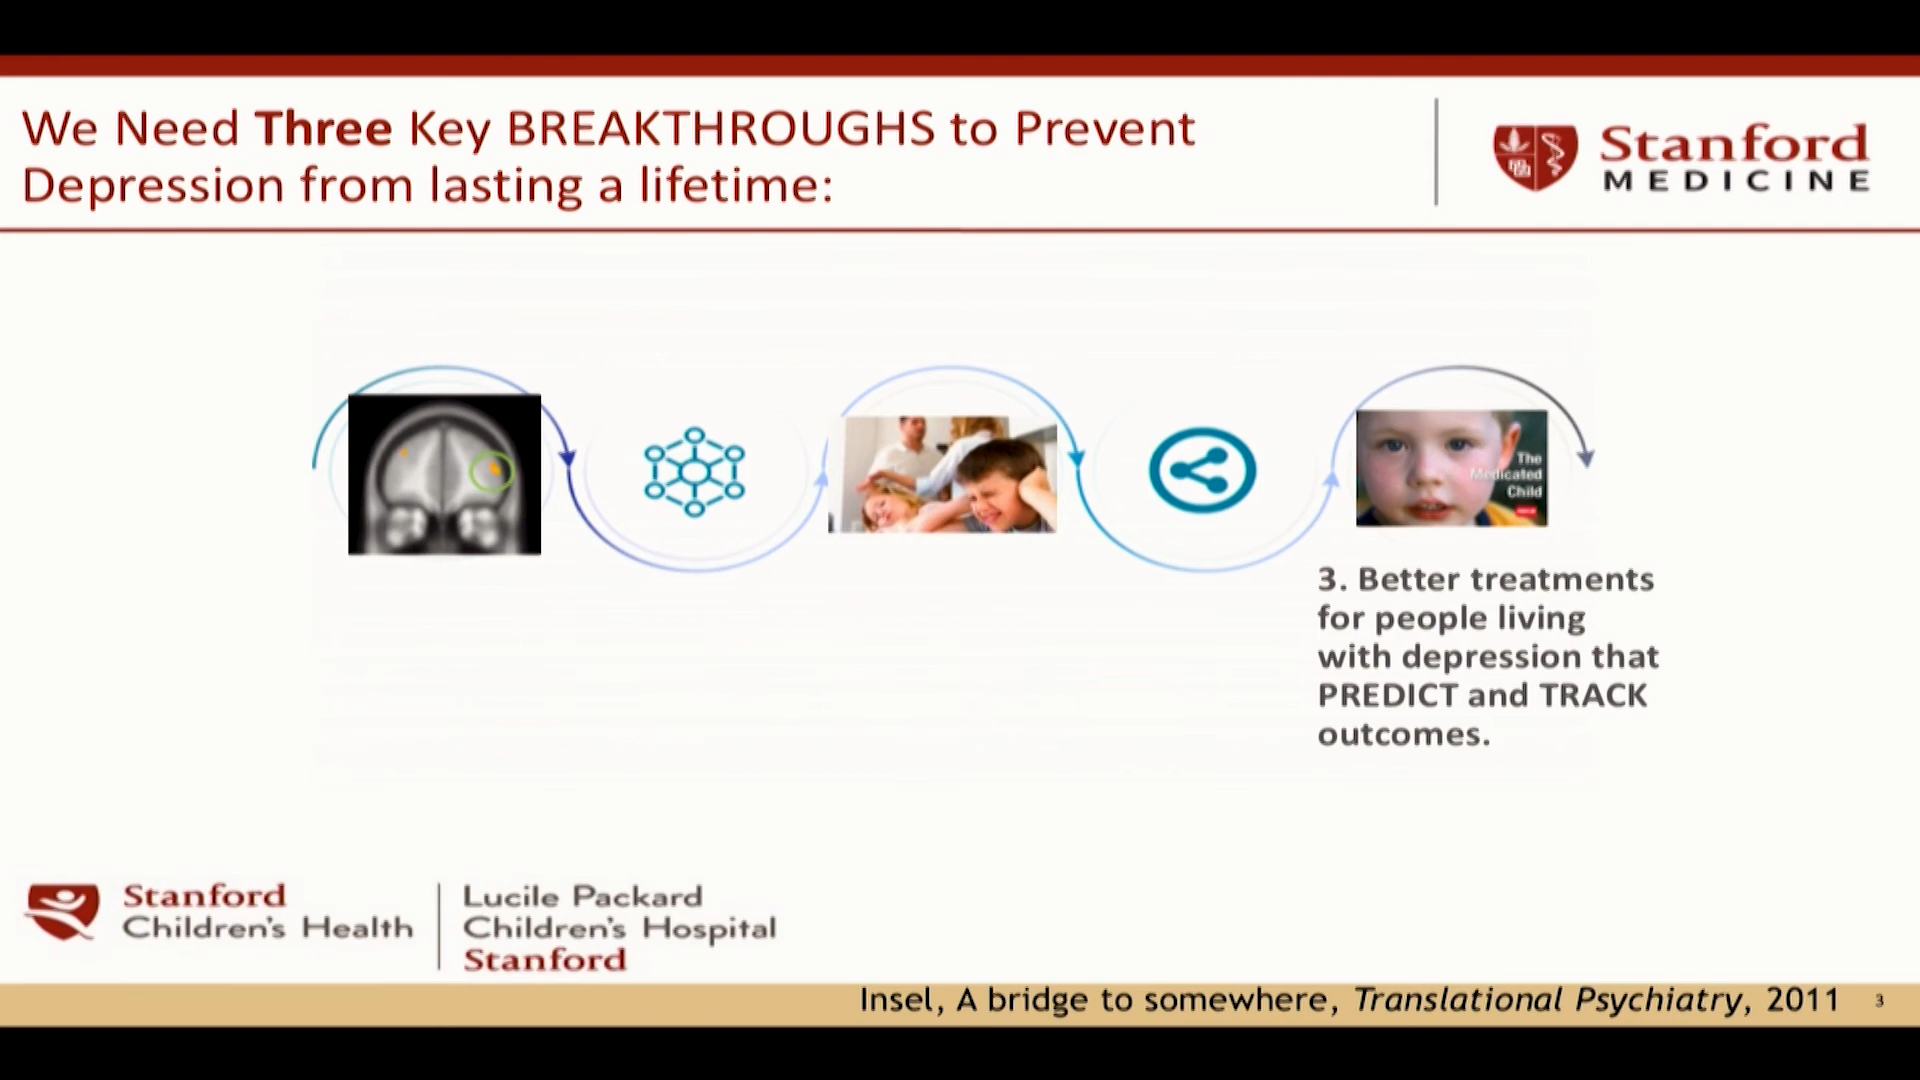 We Need Three Key BREAKTHROUGHS to Prevent
Depression from lasting a lifetime:
Stanford
MEDICINE
The
Medicated
Child
3. Better treatments
for people living
with depression that
PREDICT and TRACK
outcomes.
Stanford
Children's Health
Lucile Packard
Children's Hospital
Stanford
Insel, A bridge to somewhere, Translational Psychiatry, 2011
3